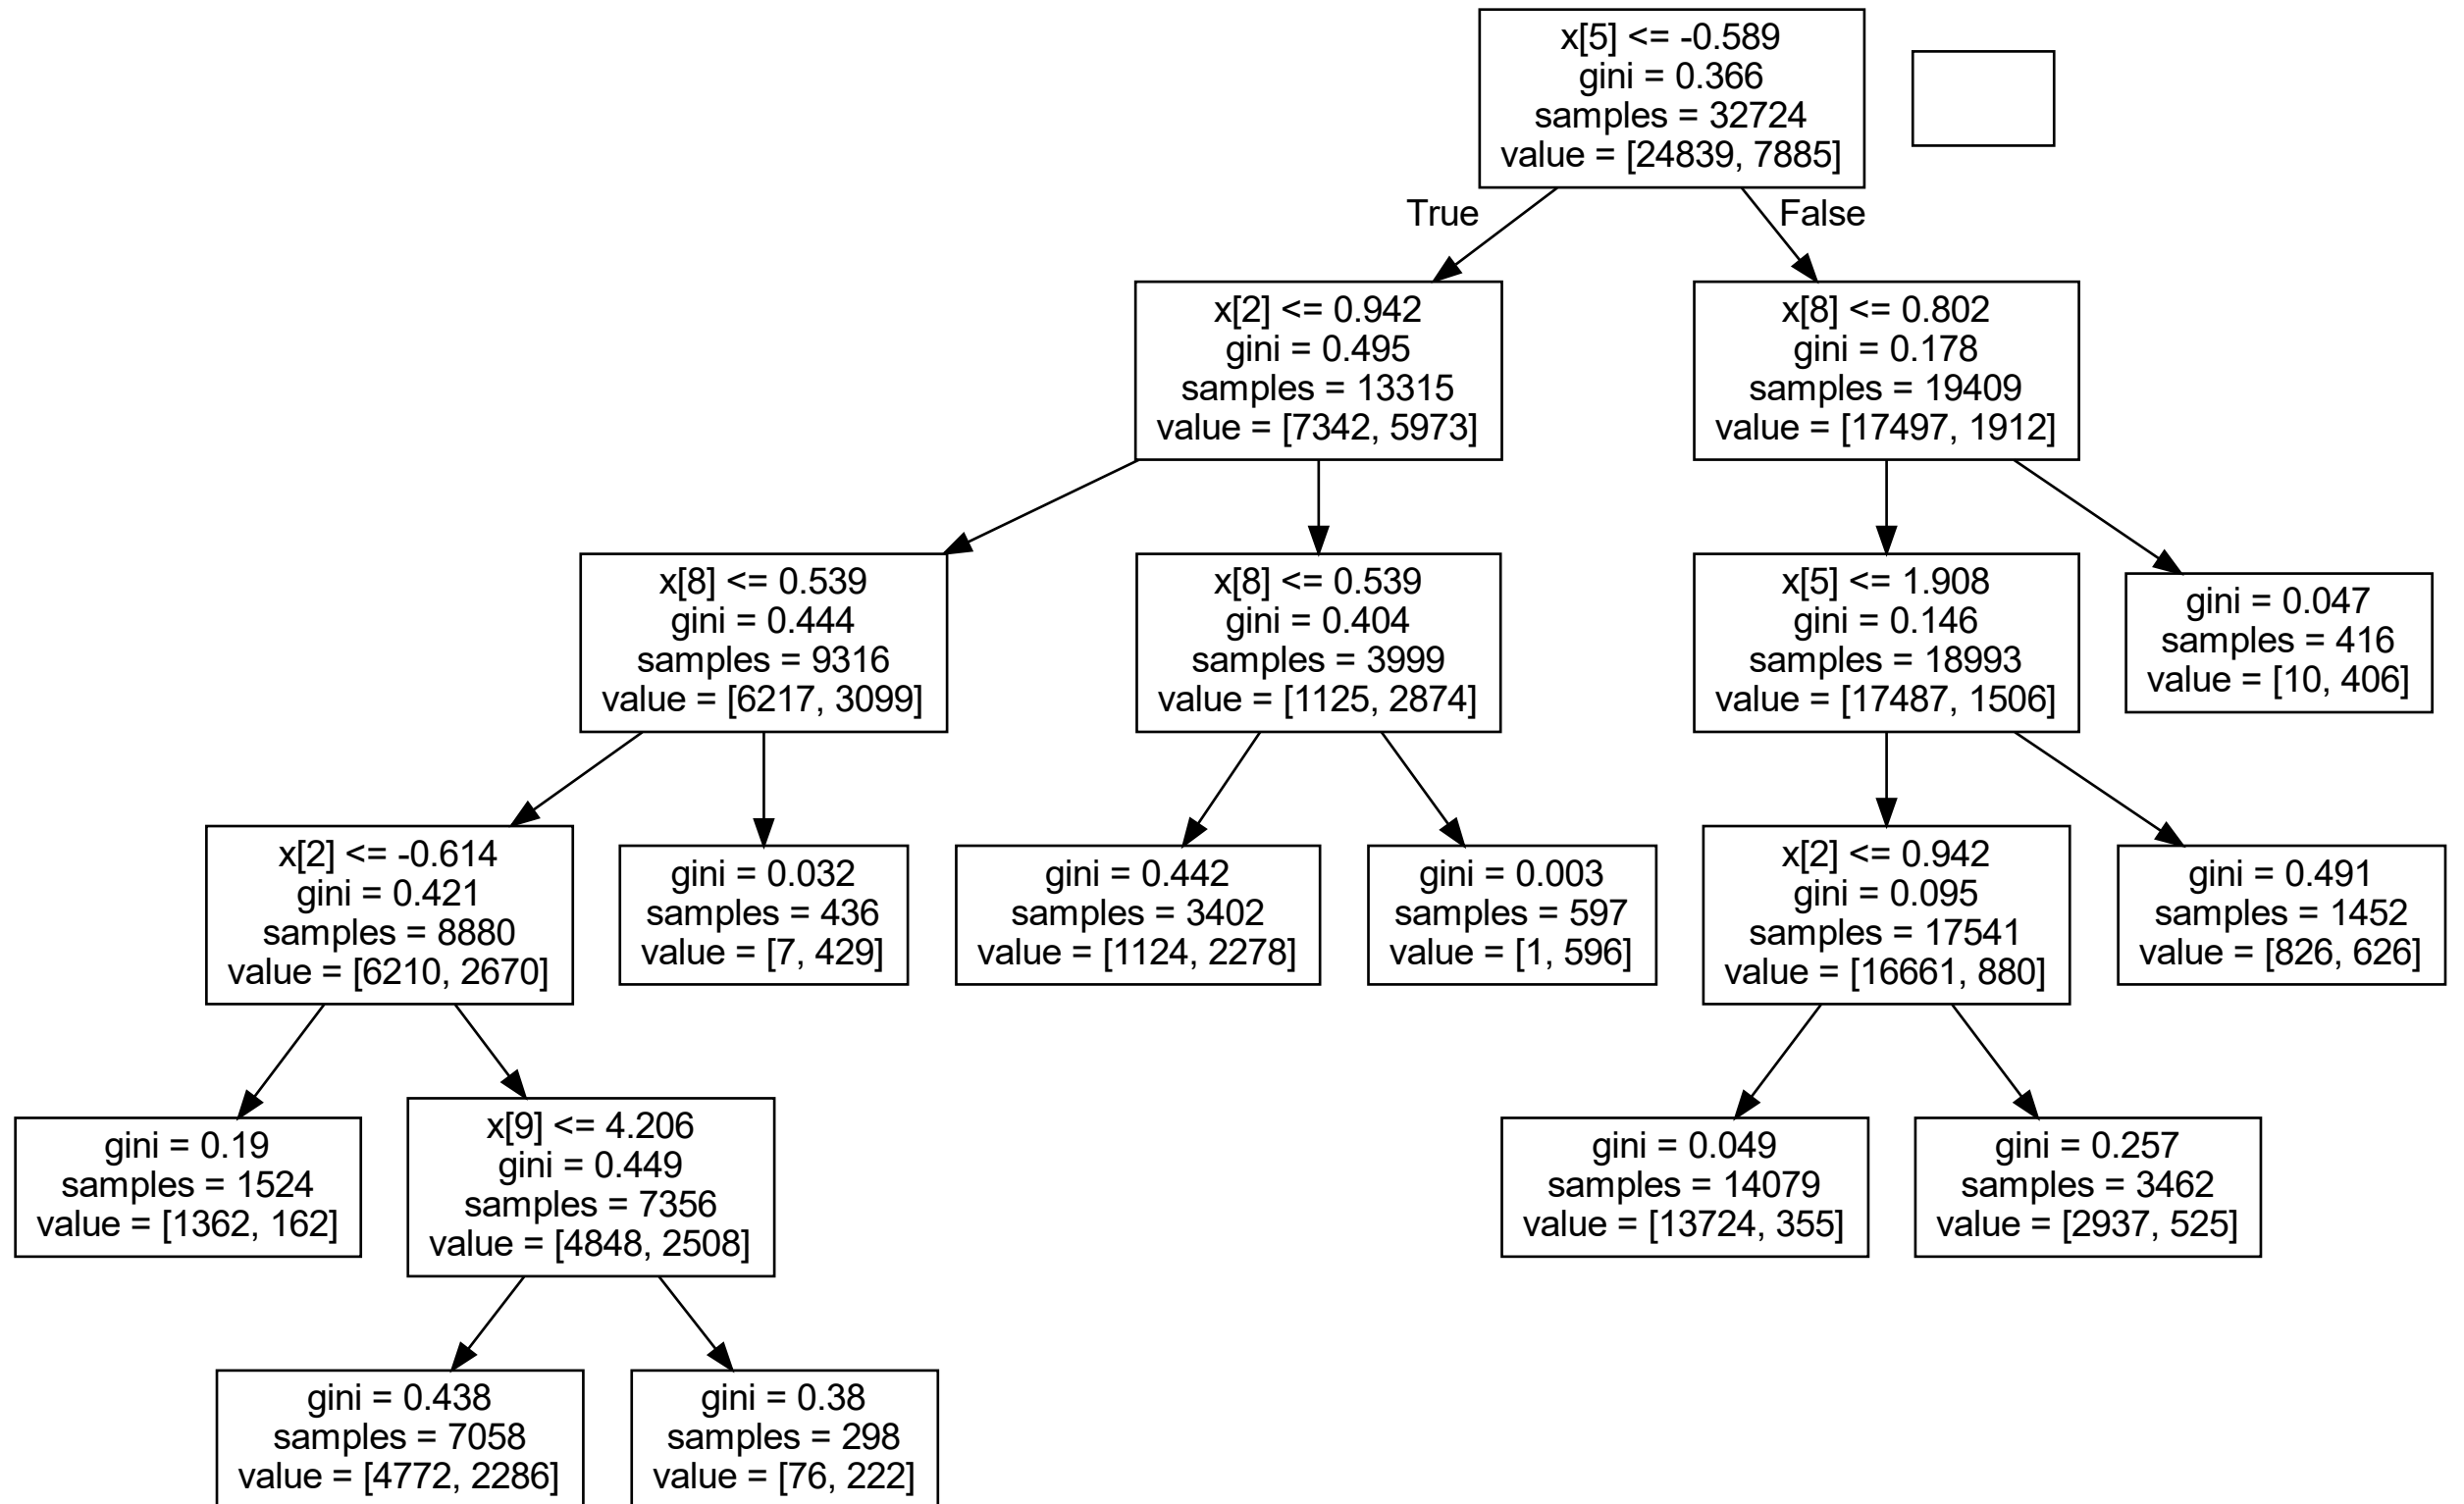 x[5] <= -0.589
gini = 0.366
samples = 32724
value = [24839, 7885]
True
False
x[2] <= 0.942
gini = 0.495
samples = 13315
value = [7342, 5973]
x[8] <= 0.802
gini = 0.178
samples = 19409
value = [17497, 1912]
x[8] <= 0.539
gini = 0.444
samples = 9316
value = [6217, 3099]
x[8] <= 0.539
gini = 0.404
samples = 3999
value = [1125, 2874]
x[5] <= 1.908
gini = 0.146
samples = 18993
value = [17487, 1506]
gini = 0.047
samples = 416
value = [10, 406]
x[2] <= -0.614
gini = 0.421
samples = 8880
value = [6210, 2670]
gini = 0.032
samples = 436
value = [7, 429]
gini = 0.442
samples = 3402
value = [1124, 2278]
gini = 0.003
samples = 597
value = [1, 596]
x[2] <= 0.942
gini = 0.095
samples = 17541
value = [16661, 880]
gini = 0.491
samples = 1452
value = [826, 626]
gini = 0.19
samples = 1524
value = [1362, 162]
x[9] <= 4.206
gini = 0.449
samples = 7356
value = [4848, 2508]
gini = 0.049
samples = 14079
value = [13724, 355]
gini = 0.257
samples = 3462
value = [2937, 525]
gini = 0.438
samples = 7058
value = [4772, 2286]
gini = 0.38
samples = 298
value = [76, 222]